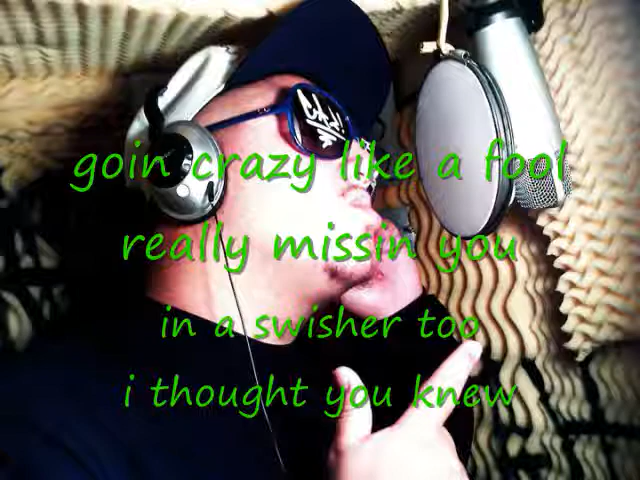 goin crazy like a fool
really missin you
in a swisher too
i thought you knew